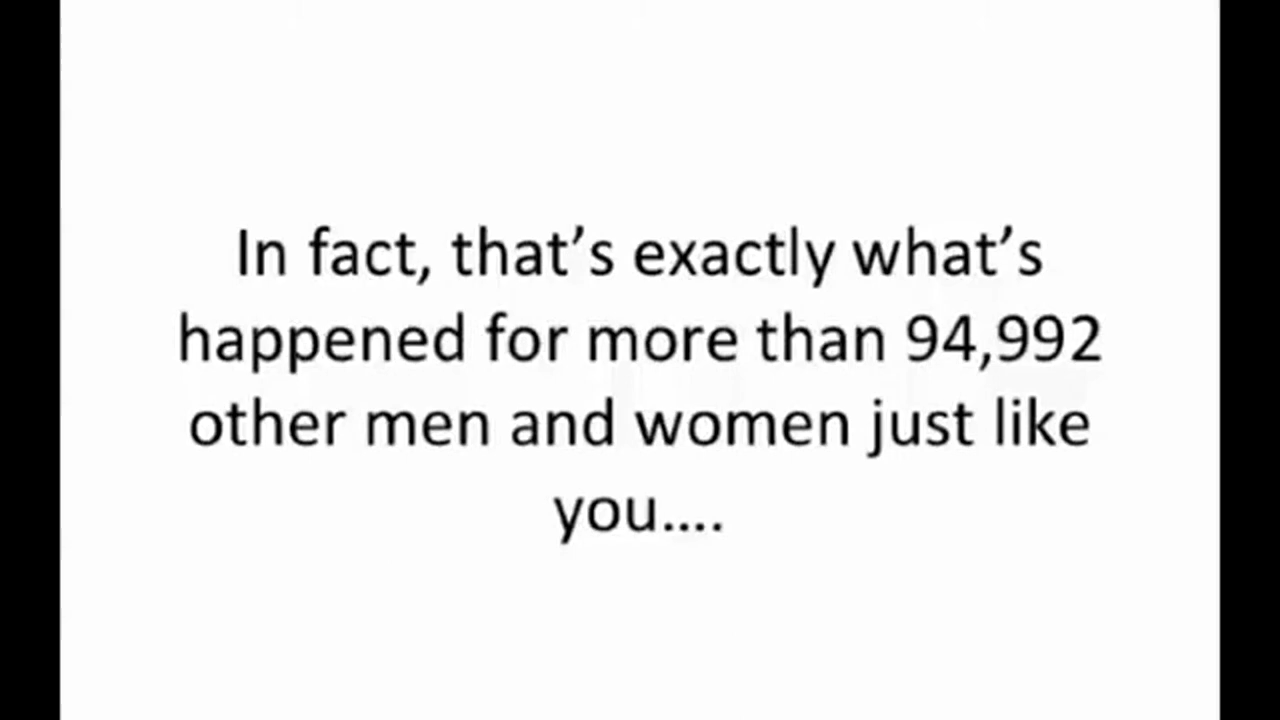 In fact, that’s exactly what’s
happened for more than 94,992
other men and women just like
you….